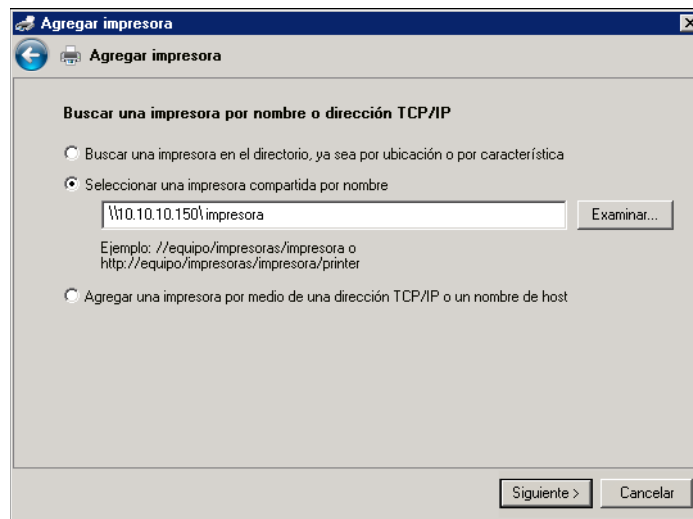 Agregar impresora
Agregar impresora
Buscar una impresora por nombre o dirección TCP/IP
Buscar una impresora en el directorio, ya sea por ubicación o por característica
Seleccionar una impresora compartida por nombre
\\10.10.10.150\impresora
Examinar...
Ejemplo: //equipo/impresoras/impresora o
http://equipo/impresoras/impresora/printer
Agregar una impresora por medio de una dirección TCP/IP o un nombre de host
Siguiente >
Cancelar